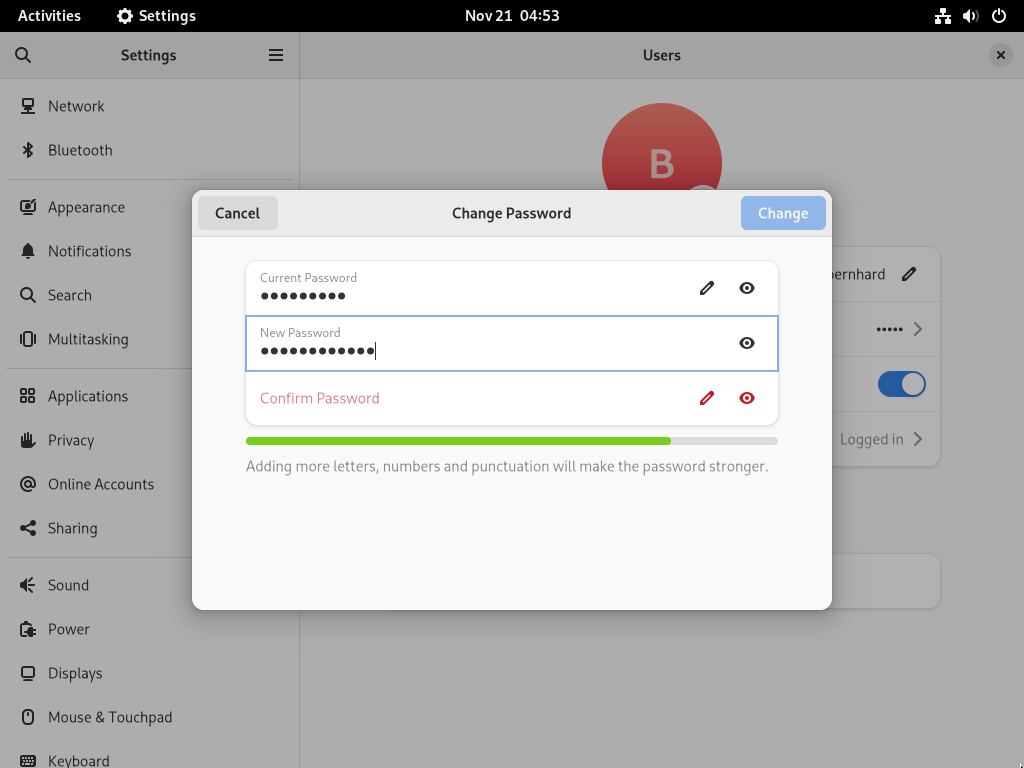 Activities Settings Nov 21 04:53
Settings Users
Network
Bluetooth
B
Appearance
Notifications
Search
Multitasking
Applications
Privacy
Online Accounts
Sharing
Sound
Power
Displays
Mouse & Touchpad
Keyboard
Cancel Change Password Change
Current Password
●●●●●●●●●
New Password
●●●●●●●●●●●●
Confirm Password
Adding more letters, numbers and punctuation will make the password stronger.
bernhard
•••••
Logged in